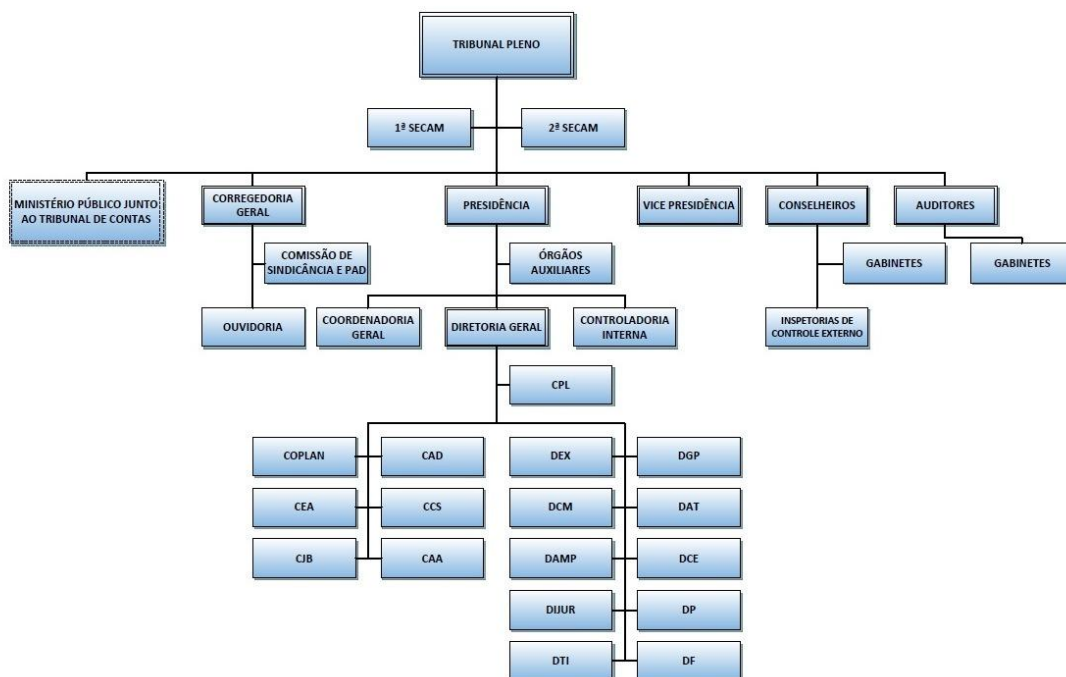 TRIBUNAL PLENO
1ª SECAM
2ª SECAM
MINISTÉRIO PÚBLICO JUNTO
AO TRIBUNAL DE CONTAS
CORREGEDORIA
GERAL
PRESIDÊNCIA
VICE PRESIDÊNCIA
CONSELHEIROS
AUDITORES
COMISSÃO DE
SINDICÂNCIA E PAD
ÓRGÃOS
AUXILIARES
GABINETES
GABINETES
OUVIDORIA
COORDENADORIA
GERAL
DIRETORIA GERAL
CONTROLADORIA
INTERNA
INSPETORIAS DE
CONTROLE EXTERNO
CPL
COPLAN
CAD
DEX
DGP
CEA
CCS
DCM
DAT
CJB
CAA
DAMP
DCE
DIJUR
DP
DTI
DF